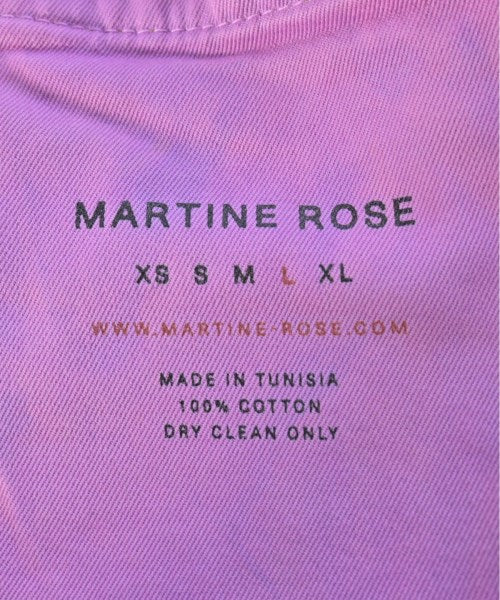 MARTINE ROSE
XS S M L XL
WWW.MARTINE-ROSE.COM
MADE IN TUNISIA
100% COTTON
DRY CLEAN ONLY